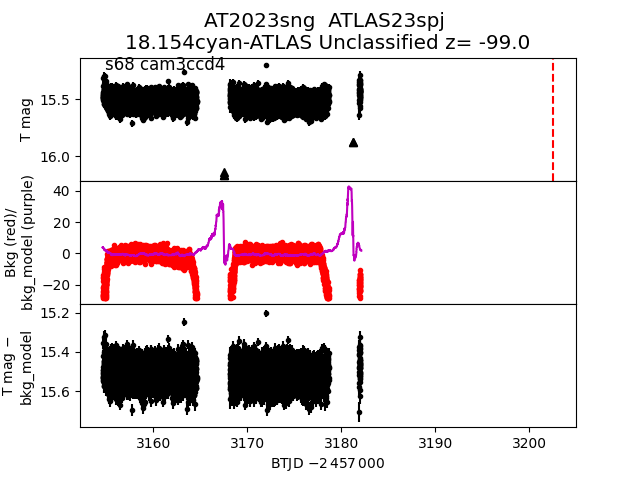 AT2023sng  ATLAS23spj
18.154cyan-ATLAS Unclassified z= -99.0
s68 cam3ccd4
T mag
15.5
16.0
Bkg (red)/
bkg_model (purple)
40
20
0
−20
T mag −
bkg_model
15.2
15.4
15.6
3160 3170 3180 3190 3200
BTJD −2 457 000